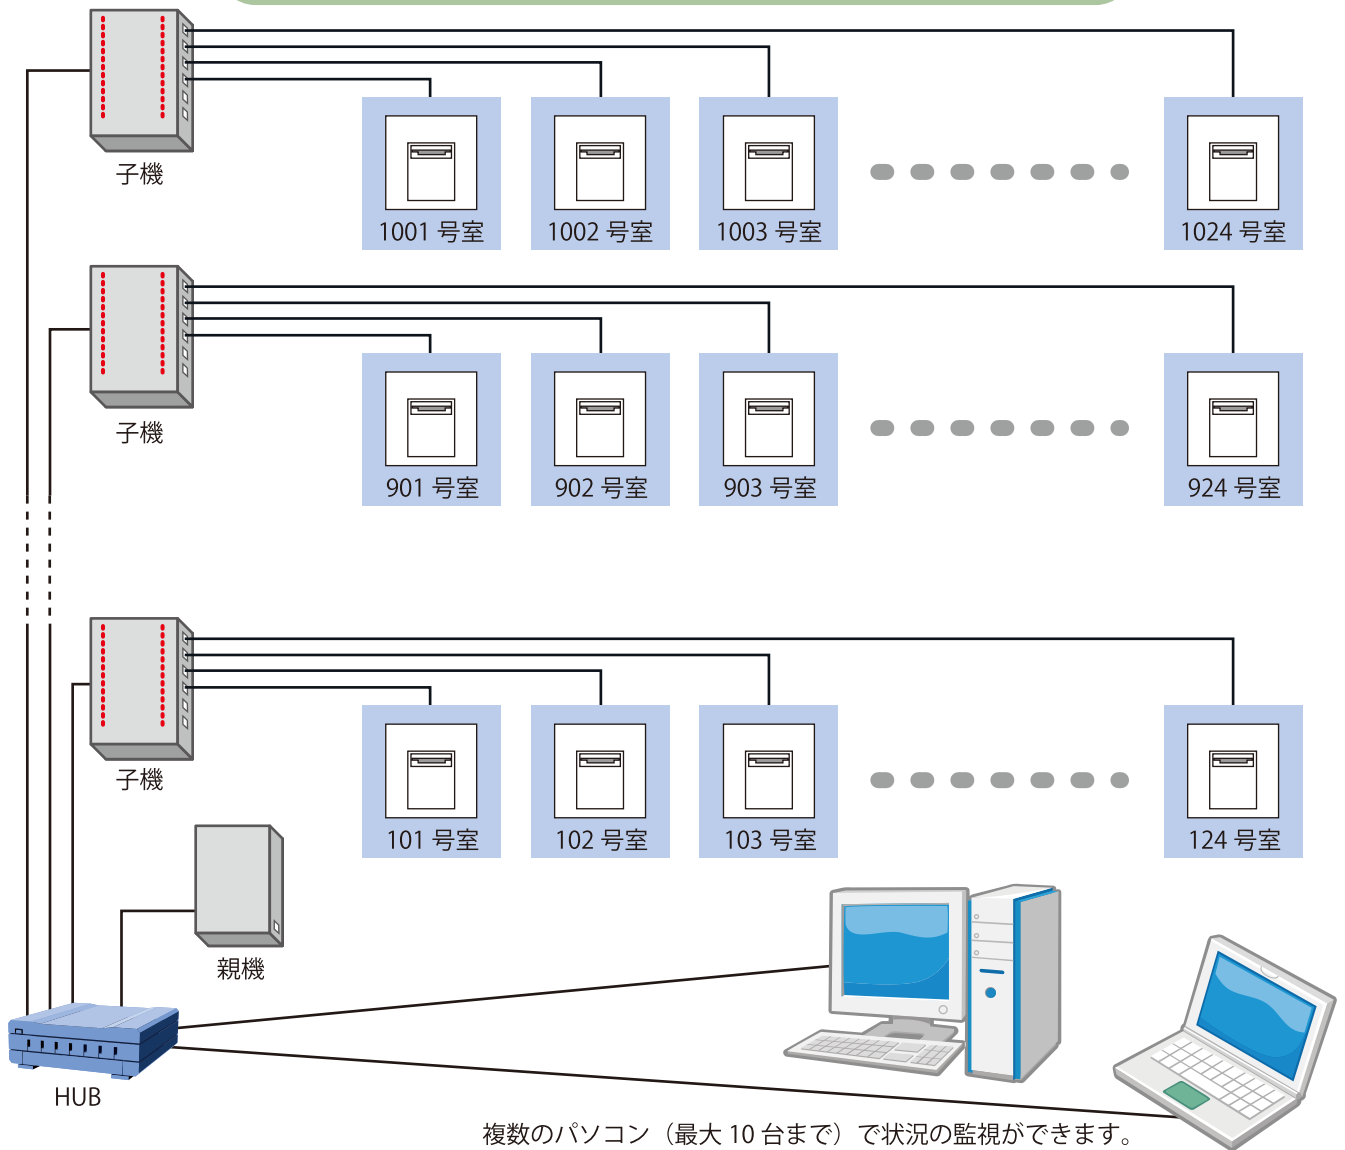 子機
1001 号室
1002 号室
1003 号室
1024 号室
子機
901 号室
902 号室
903 号室
924 号室
子機
101 号室
102 号室
103 号室
124 号室
親機
HUB
複数のパソコン（最大 10 台まで）で状況の監視ができます。